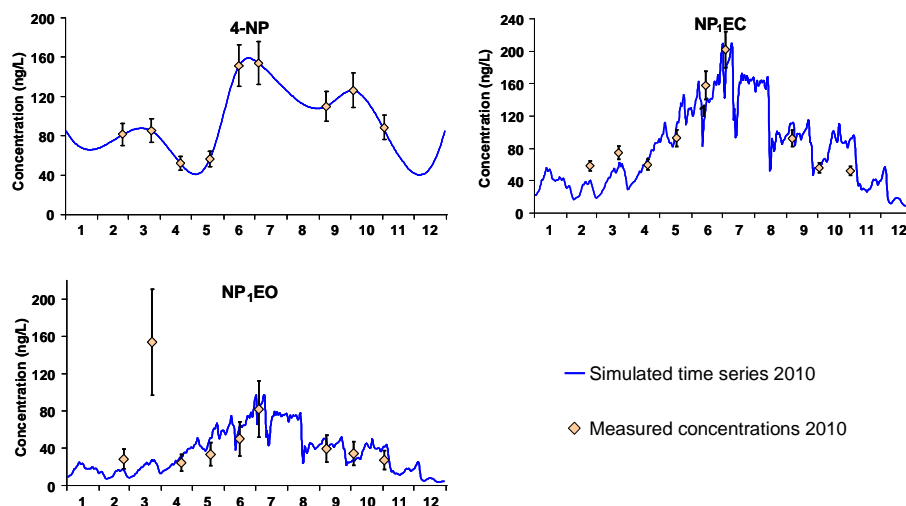 4-NP
Concentration (ng/L)
200
160
120
80
40
0
1 2 3 4 5 6 7 8 9 10 11 12
NP₁EC
Concentration (ng/L)
240
200
160
120
80
40
0
1 2 3 4 5 6 7 8 9 10 11 12
NP₁EO
Concentration (ng/L)
200
160
120
80
40
0
1 2 3 4 5 6 7 8 9 10 11 12
Simulated time series 2010
Measured concentrations 2010